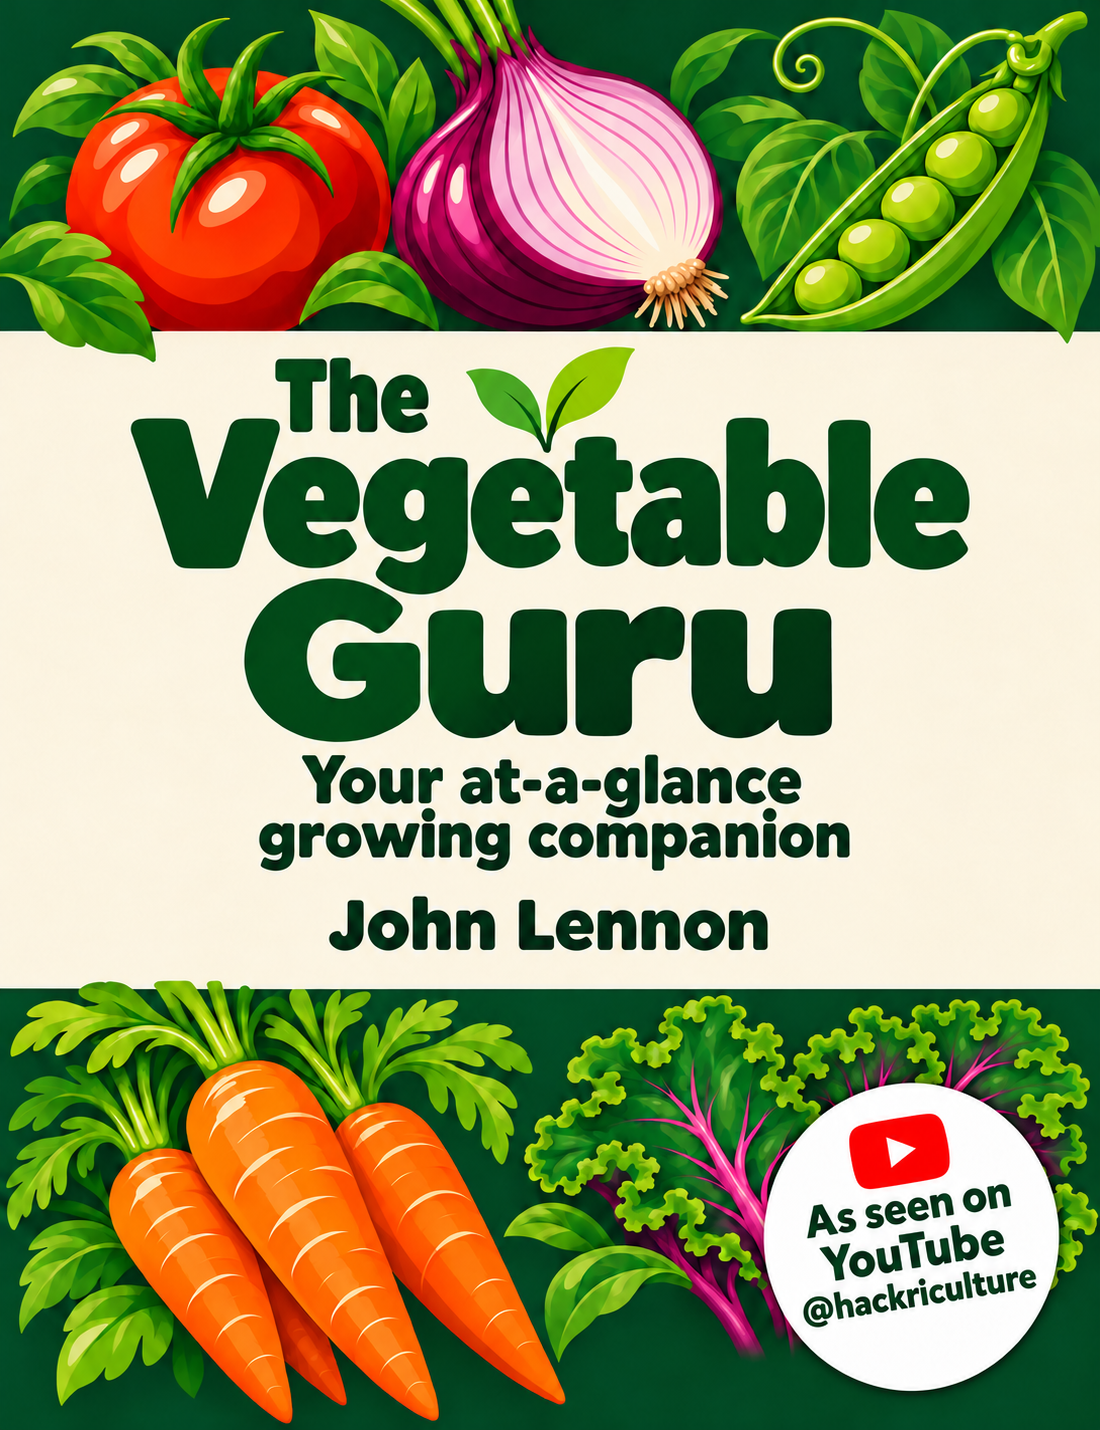 The
Vegetable
Guru
Your at-a-glance
growing companion
John Lennon
As seen on
YouTube
@hackriculture